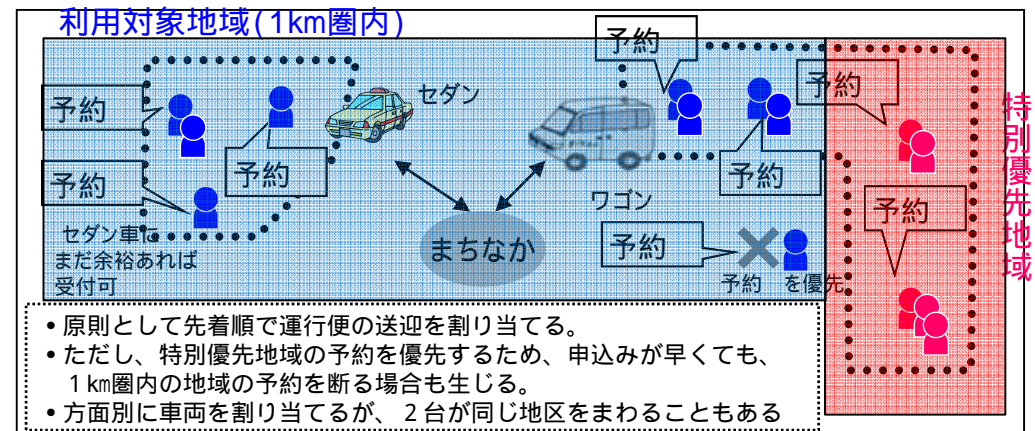 利用対象地域(1km圏内)
予約
予約
セダン
予約
予約
予約
予約
予約
特別優先地域
ワゴン
予約
予約
セダン車に
まだ余裕あれば
受付可
まちなか
予約 を優先
•原則として先着順で運行便の送迎を割り当てる。
•ただし、特別優先地域の予約を優先するため、申込みが早くても、
1㎞圏内の地域の予約を断る場合も生じる。
•方面別に車両を割り当てるが、２台が同じ地区をまわることもある